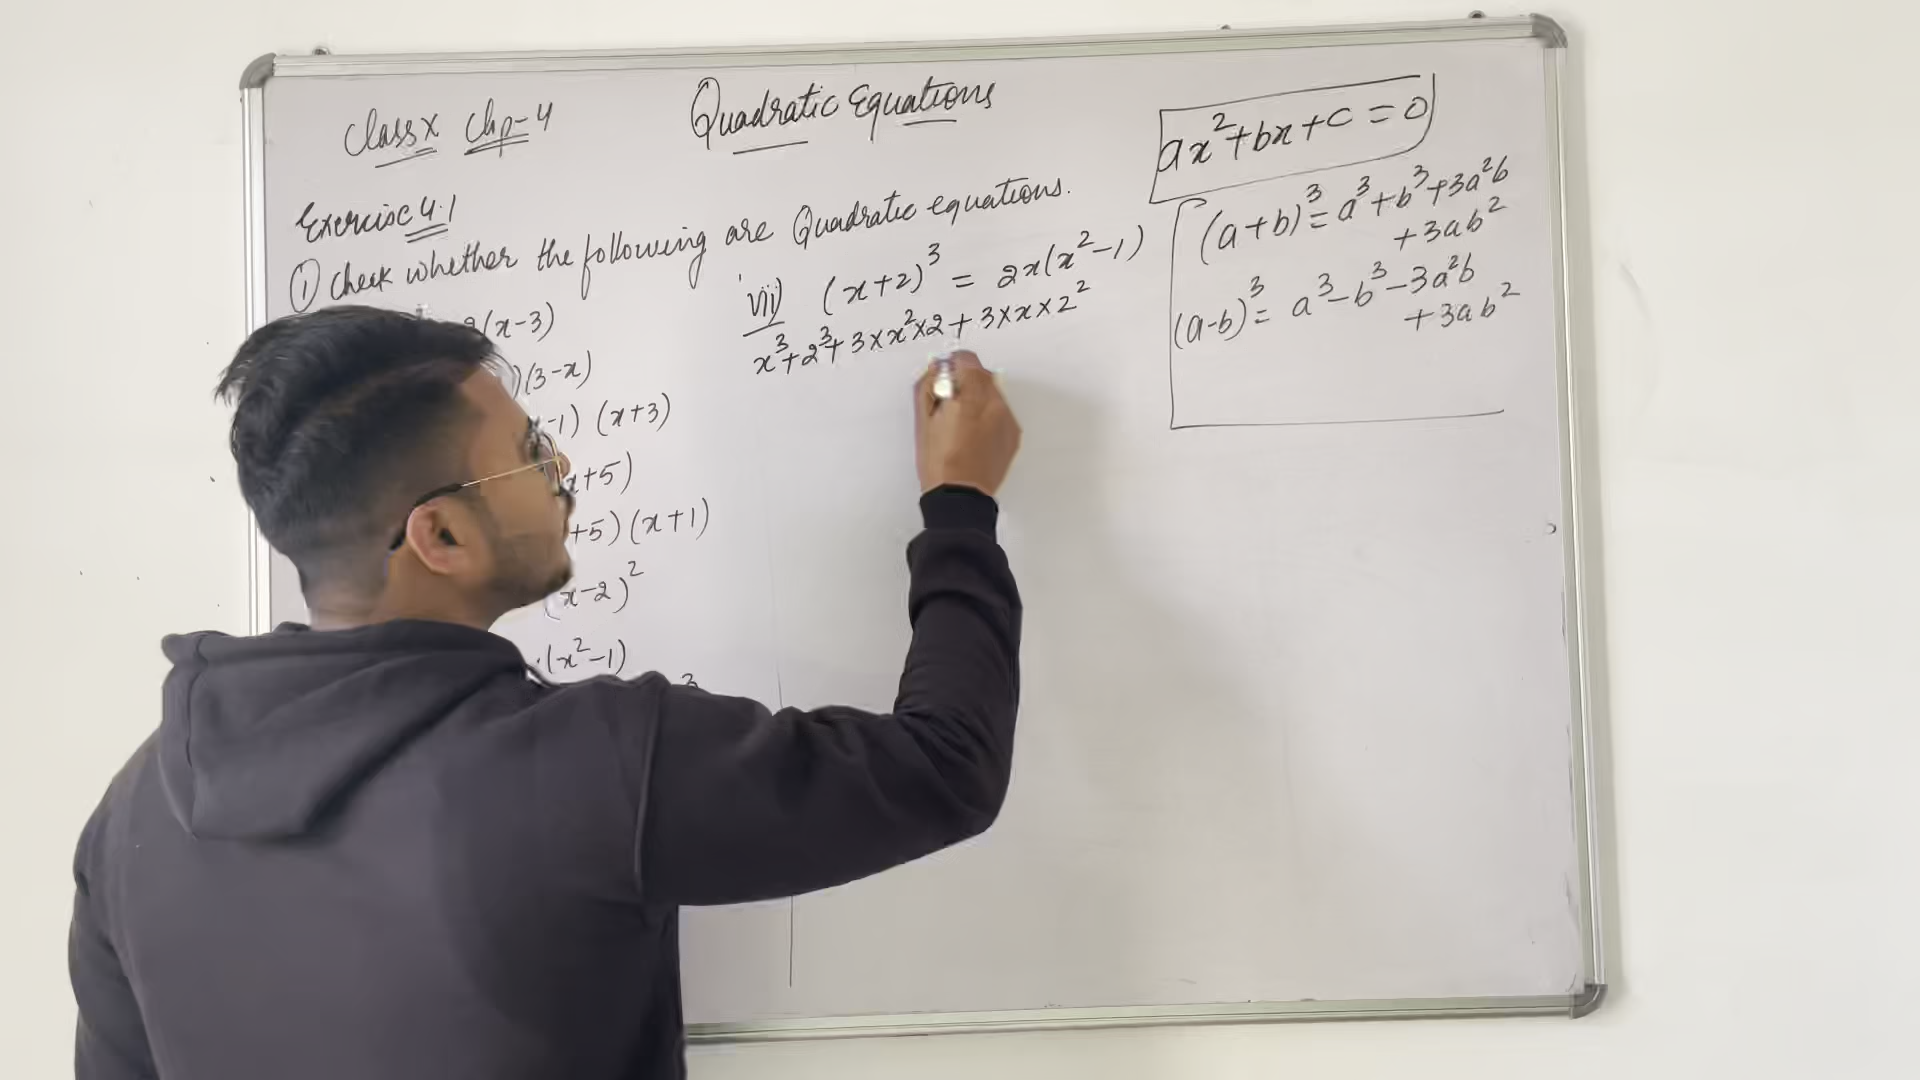 Class X Chp-4
Quadratic Equations
ax²+bx+c=0
Exercise 4.1
① Check whether the following are Quadratic equations.
(x-3)
)(3-x)
-1) (x+3)
x+5)
+5) (x+1)
(x-2)²
(x²-1)
3
vii) (x+2)³ = 2x(x²-1)
x³+2³+3×x²×2+3×x×2²
(a+b)³= a³+b³+3a²b
+3ab²
(a-b)³= a³-b³-3a²b
+3ab²